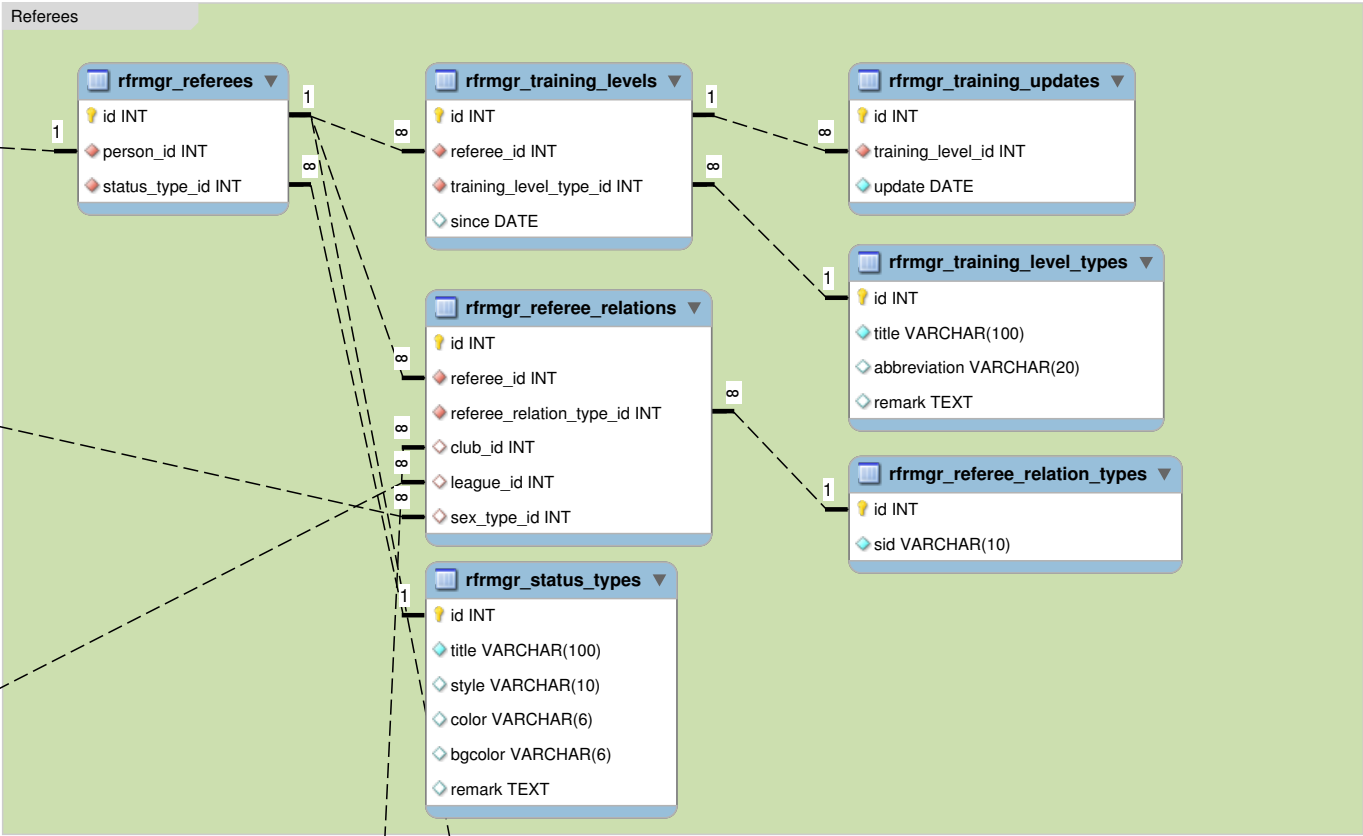 Referees
rfrmgr_referees
id INT
person_id INT
status_type_id INT
1
1
∞
rfrmgr_training_levels
id INT
referee_id INT
training_level_type_id INT
since DATE
∞
1
∞
rfrmgr_training_updates
id INT
training_level_id INT
update DATE
∞
rfrmgr_training_level_types
id INT
title VARCHAR(100)
abbreviation VARCHAR(20)
remark TEXT
1
rfrmgr_referee_relations
id INT
referee_id INT
referee_relation_type_id INT
club_id INT
league_id INT
sex_type_id INT
∞
∞
∞
∞
∞
rfrmgr_referee_relation_types
id INT
sid VARCHAR(10)
1
rfrmgr_status_types
id INT
title VARCHAR(100)
style VARCHAR(10)
color VARCHAR(6)
bgcolor VARCHAR(6)
remark TEXT
1